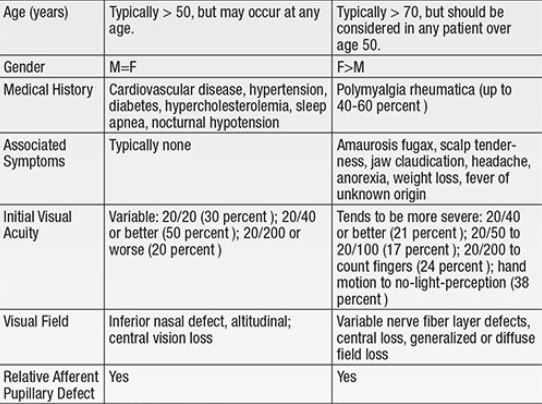 Age (years)
Typically > 50, but may occur at any
age.
Typically > 70, but should be
considered in any patient over
age 50.
Gender
M=F
F>M
Medical History
Cardiovascular disease, hypertension,
diabetes, hypercholesterolemia, sleep
apnea, nocturnal hypotension
Polymyalgia rheumatica (up to
40-60 percent )
Associated
Symptoms
Typically none
Amaurosis fugax, scalp tender-
ness, jaw claudication, headache,
anorexia, weight loss, fever of
unknown origin
Initial Visual
Acuity
Variable: 20/20 (30 percent ); 20/40
or better (50 percent ); 20/200 or
worse (20 percent )
Tends to be more severe: 20/40
or better (21 percent ); 20/50 to
20/100 (17 percent ); 20/200 to
count fingers (24 percent ); hand
motion to no-light-perception (38
percent )
Visual Field
Inferior nasal defect, altitudinal;
central vision loss
Variable nerve fiber layer defects,
central loss, generalized or diffuse
field loss
Relative Afferent
Pupillary Defect
Yes
Yes